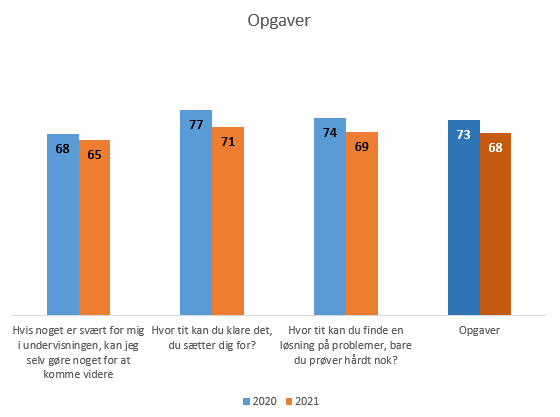 Opgaver
68
65
77
71
74
69
73
68
Hvis noget er svært for mig
i undervisningen, kan jeg
selv gøre noget for at
komme videre
Hvor tit kan du klare det,
du sætter dig for?
Hvor tit kan du finde en
løsning på problemer, bare
du prøver hårdt nok?
Opgaver
2020 2021